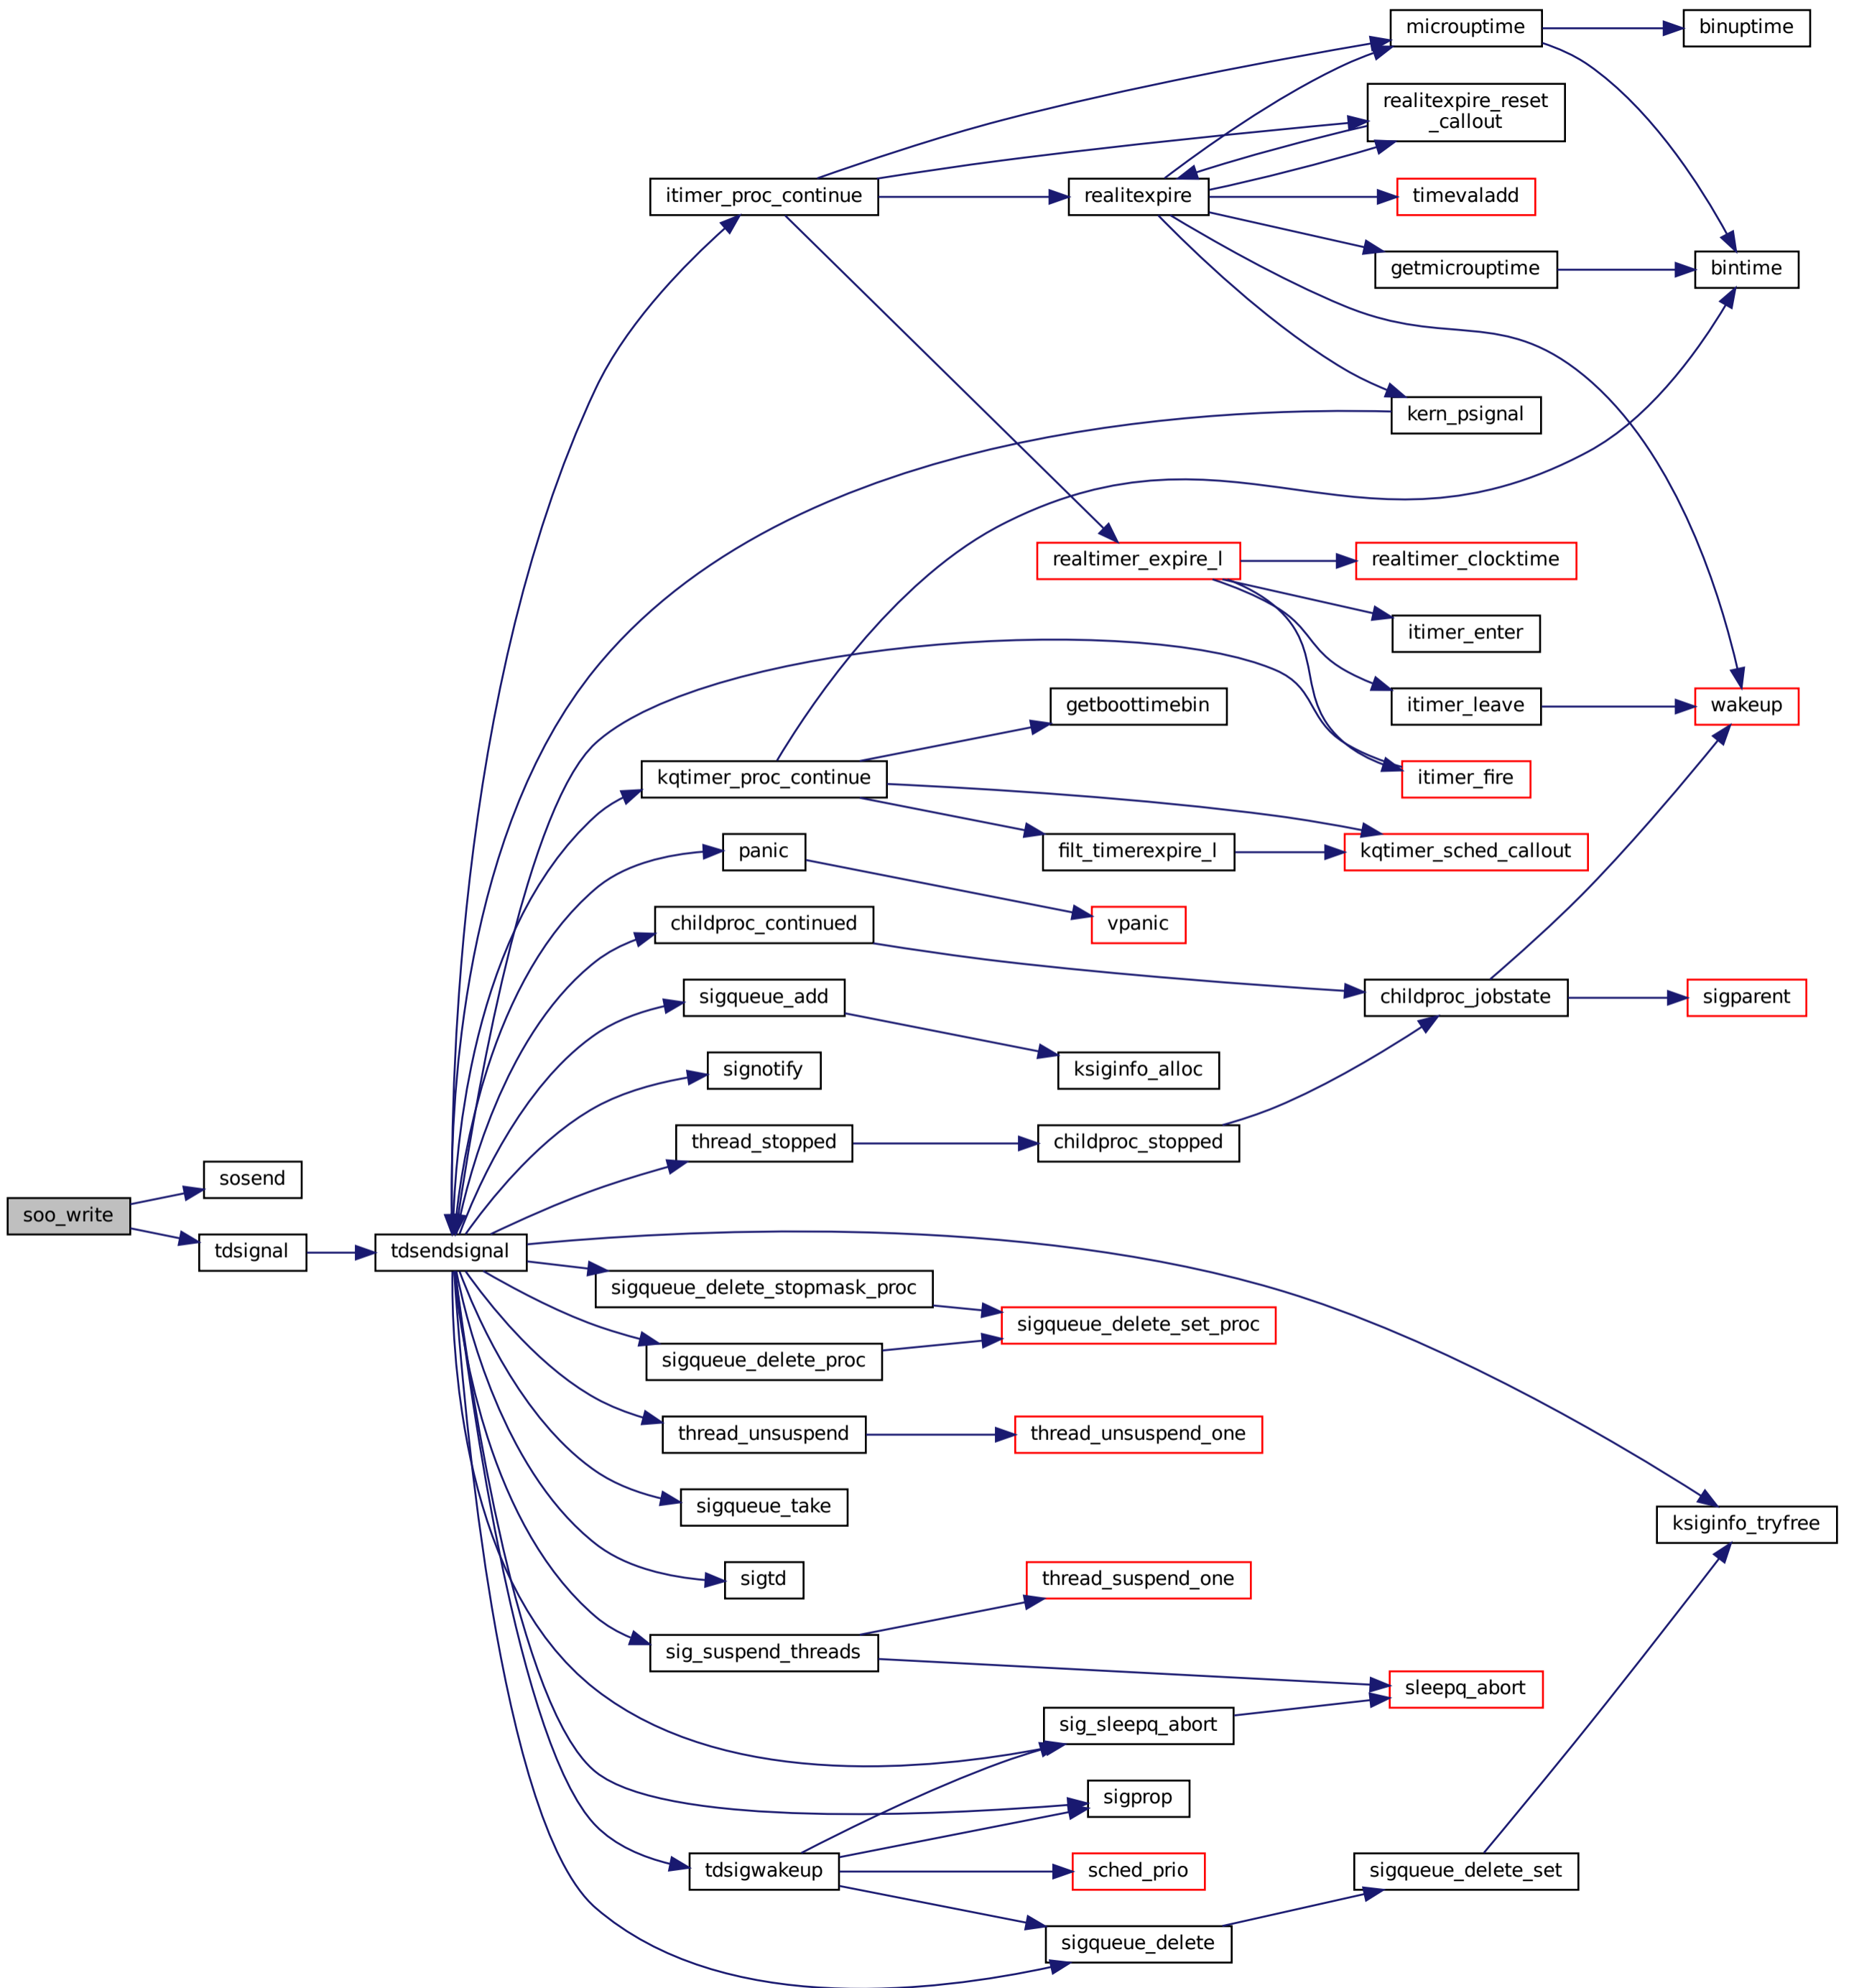 microuptime
binuptime
realitexpire_reset
_callout
itimer_proc_continue
realitexpire
timevaladd
getmicrouptime
bintime
kern_psignal
realtimer_expire_l
realtimer_clocktime
itimer_enter
getboottimebin
itimer_leave
wakeup
kqtimer_proc_continue
itimer_fire
panic
filt_timerexpire_l
kqtimer_sched_callout
childproc_continued
vpanic
sigqueue_add
childproc_jobstate
sigparent
signotify
ksiginfo_alloc
thread_stopped
childproc_stopped
sosend
soo_write
tdsignal
tdsendsignal
sigqueue_delete_stopmask_proc
sigqueue_delete_set_proc
sigqueue_delete_proc
thread_unsuspend
thread_unsuspend_one
sigqueue_take
ksiginfo_tryfree
sigtd
thread_suspend_one
sig_suspend_threads
sleepq_abort
sig_sleepq_abort
sigprop
tdsigwakeup
sched_prio
sigqueue_delete_set
sigqueue_delete